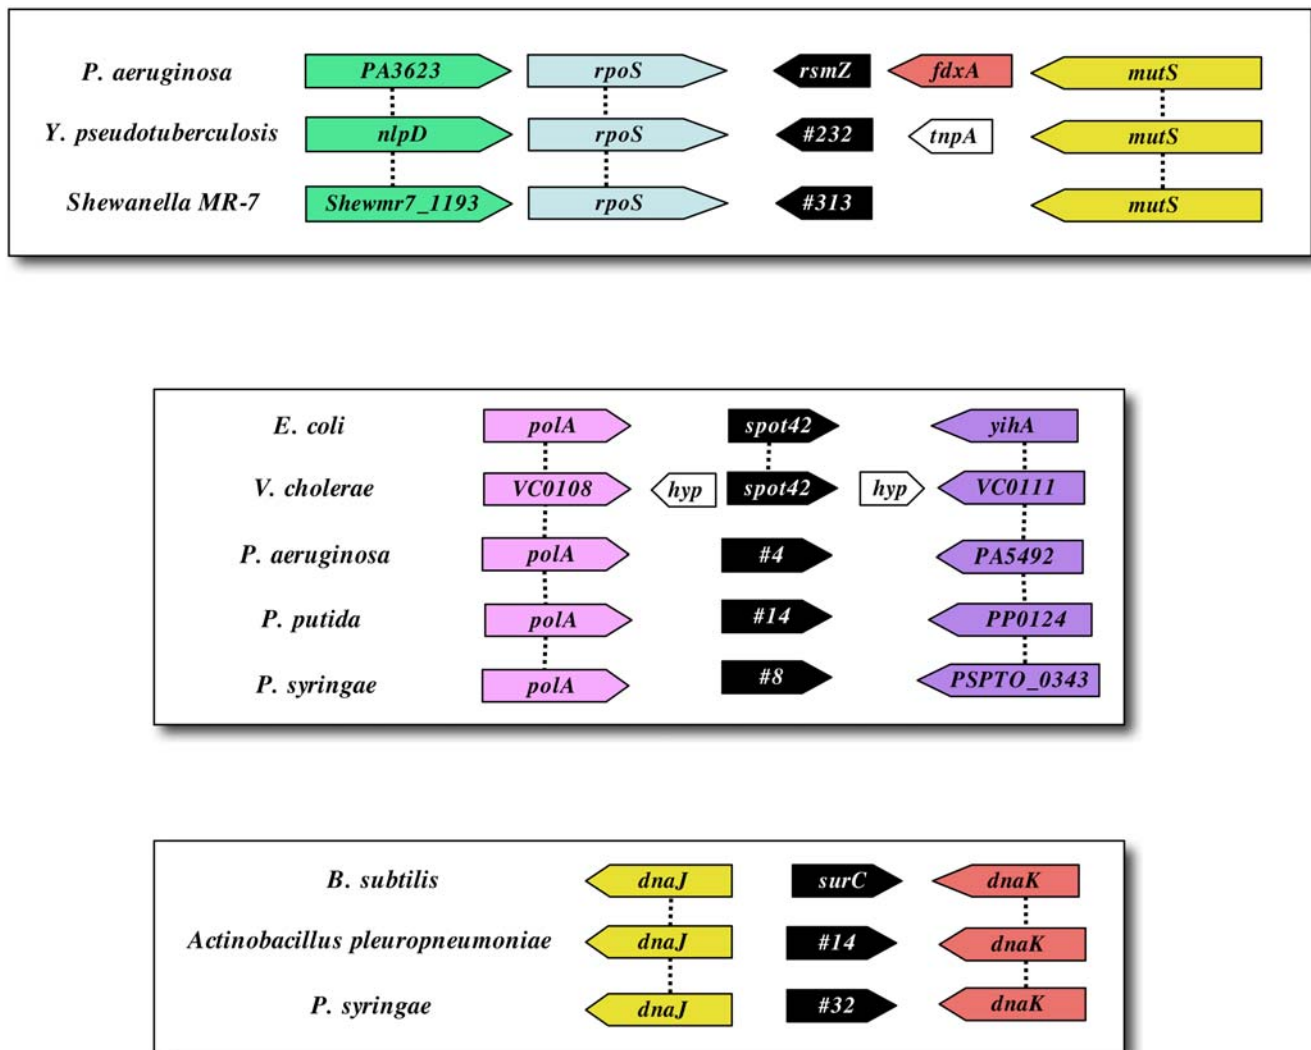 P. aeruginosa PA3623 rpoS rsmZ fdxA mutS
Y. pseudotuberculosis nlpD rpoS #232 tnpA mutS
Shewanella MR-7 Shewmr7_1193 rpoS #313 mutS
E. coli polA spot42 yihA
V. cholerae VC0108 hyp spot42 hyp VC0111
P. aeruginosa polA #4 PA5492
P. putida polA #14 PP0124
P. syringae polA #8 PSPTO_0343
B. subtilis dnaJ surC dnaK
Actinobacillus pleuropneumoniae dnaJ #14 dnaK
P. syringae dnaJ #32 dnaK